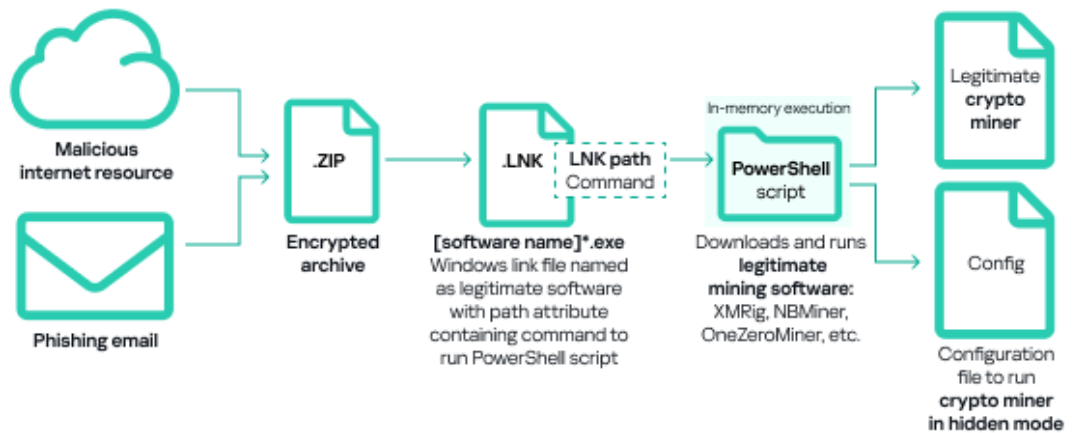 Malicious
internet resource
Phishing email
.ZIP
Encrypted
archive
.LNK
LNK path
Command
[software name]*.exe
Windows link file named
as legitimate software
with path attribute
containing command to
run PowerShell script
In-memory execution
PowerShell
script
Downloads and runs
legitimate
mining software:
XMRig, NBMiner,
OneZeroMiner, etc.
Legitimate
crypto
miner
Config
Configuration
file to run
crypto miner
in hidden mode